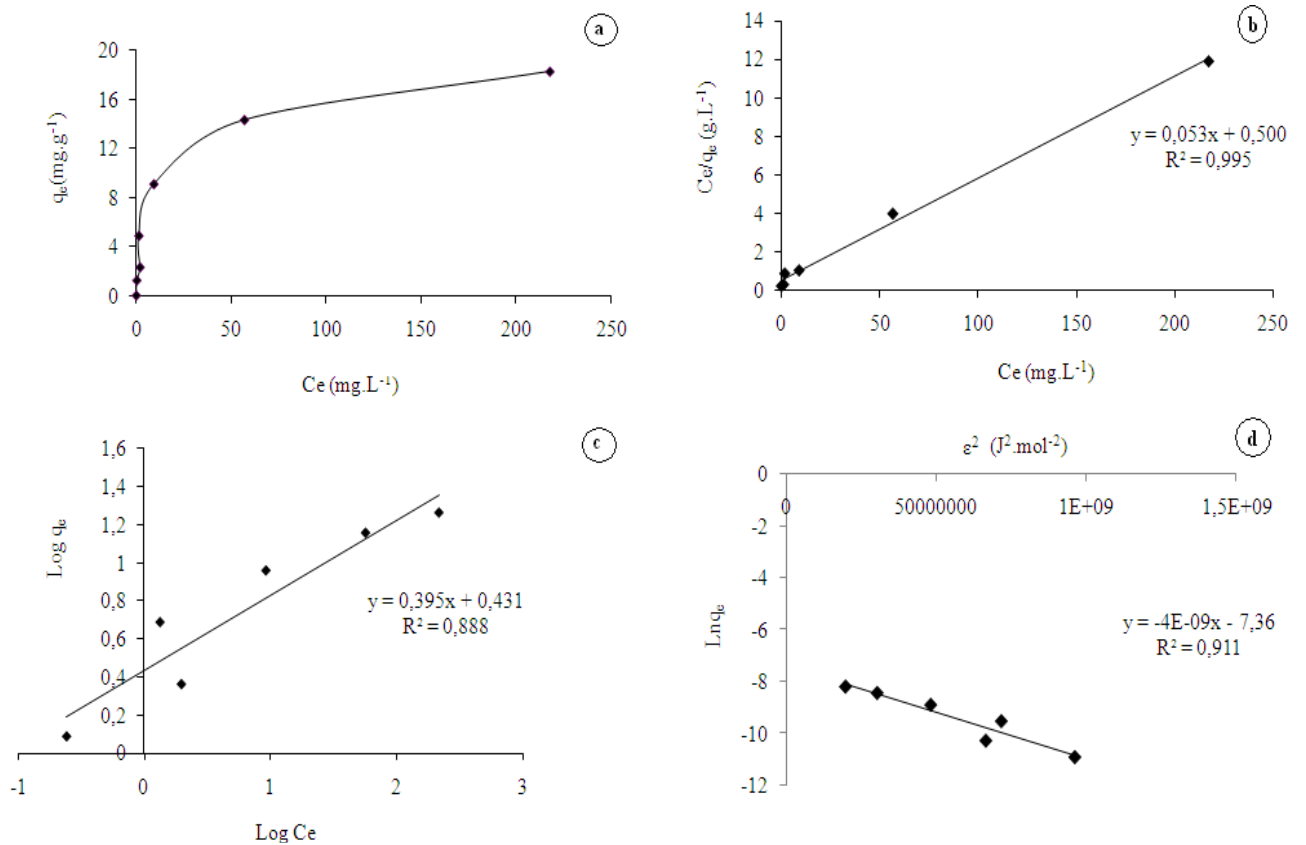 a
20
16
12
8
4
0
qe(mg.g-1)
0 50 100 150 200 250
Ce (mg.L-1)
b
14
12
10
8
6
4
2
0
Ce/qe (g.L-1)
y = 0,053x + 0,500
R² = 0,995
0 50 100 150 200 250
Ce (mg.L-1)
c
1,6
1,4
1,2
1
0,8
0,6
0,4
0,2
0
Log qe
y = 0,395x + 0,431
R² = 0,888
-1 0 1 2 3
Log Ce
d
ε² (J².mol-2)
0 50000000 1E+09 1,5E+09
0
-2
-4
-6
-8
-10
-12
Lnqe
y = -4E-09x - 7,36
R² = 0,911